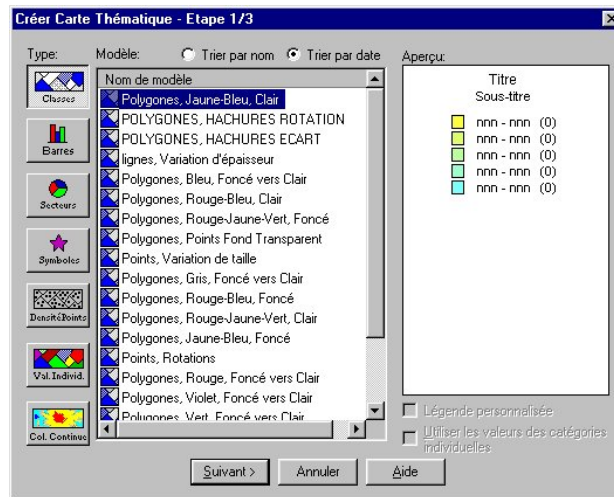 Créer Carte Thématique - Etape 1/3
Type:
Modèle:
Trier par nom
Trier par date
Aperçu:
Classes
Barres
Secteurs
Symboles
DensitéPoints
Val. Individ.
Col. Continue
Nom de modèle
Polygones, Jaune-Bleu, Clair
POLYGONES, HACHURES ROTATION
POLYGONES, HACHURES ECART
lignes, Variation d'épaisseur
Polygones, Bleu, Foncé vers Clair
Polygones, Rouge-Bleu, Clair
Polygones, Rouge-Jaune-Vert, Foncé
Polygones, Points Fond Transparent
Points, Variation de taille
Polygones, Gris, Foncé vers Clair
Polygones, Rouge-Bleu, Foncé
Polygones, Rouge-Jaune-Vert, Clair
Polygones, Jaune-Bleu, Foncé
Points, Rotations
Polygones, Rouge, Foncé vers Clair
Polygones, Violet, Foncé vers Clair
Polygones, Vert, Foncé vers Clair
Titre
Sous-titre
nnn - nnn (0)
nnn - nnn (0)
nnn - nnn (0)
nnn - nnn (0)
nnn - nnn (0)
Légende personnalisée
Utiliser les valeurs des catégories
individuelles
Suivant >
Annuler
Aide